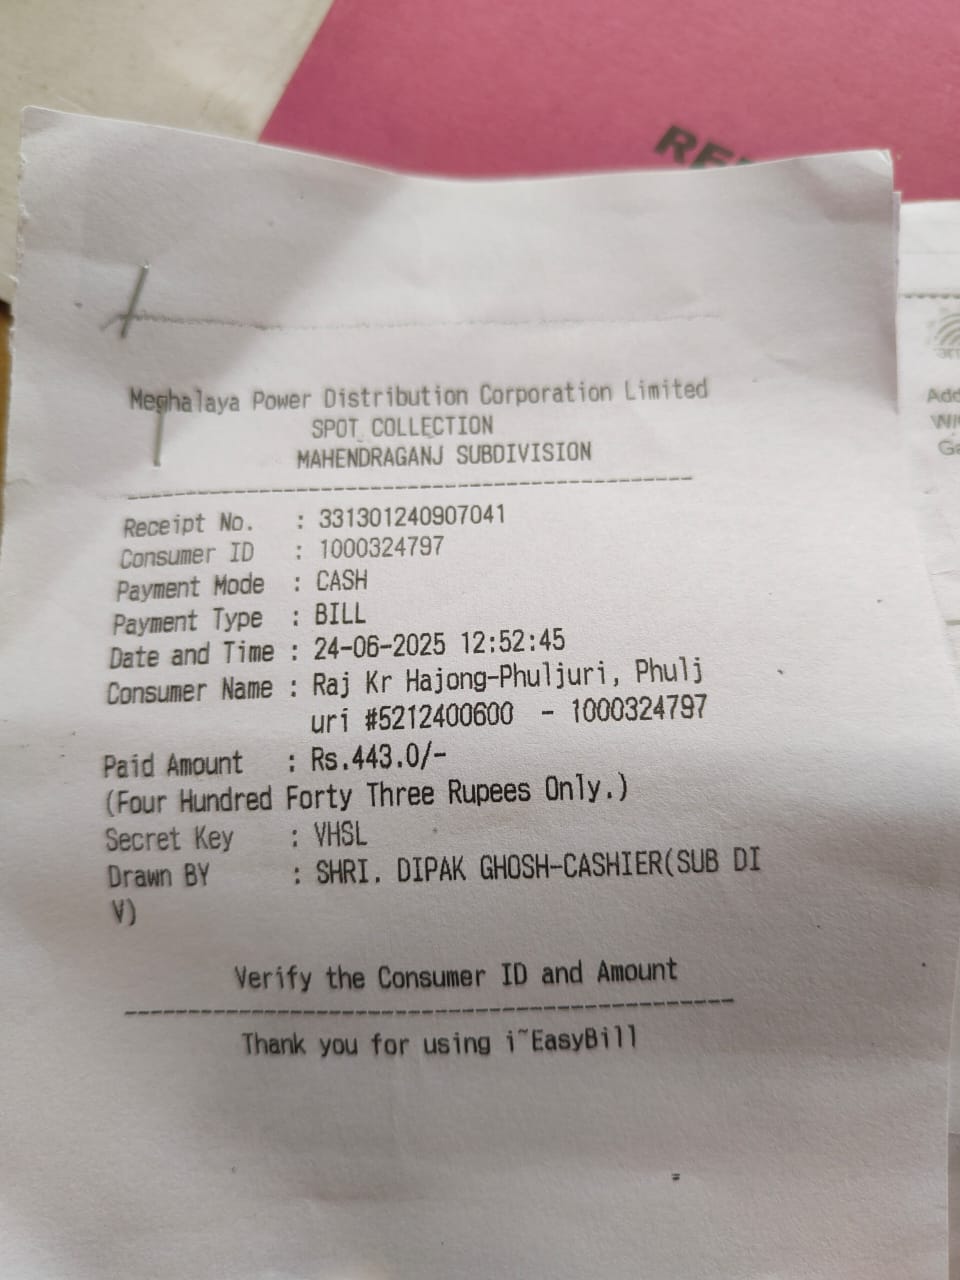 Meghalaya Power Distribution Corporation Limited
SPOT COLLECTION
MAHENDRAGANJ SUBDIVISION
Receipt No. : 331301240907041
Consumer ID : 1000324797
Payment Mode : CASH
Payment Type : BILL
Date and Time : 24-06-2025 12:52:45
Consumer Name : Raj Kr Hajong-Phuljuri, Phulj
uri #5212400600 - 1000324797
Paid Amount : Rs.443.0/-
(Four Hundred Forty Three Rupees Only.)
Secret Key : VHSL
Drawn BY : SHRI. DIPAK GHOSH-CASHIER(SUB DI
V)
Verify the Consumer ID and Amount
Thank you for using i~EasyBill